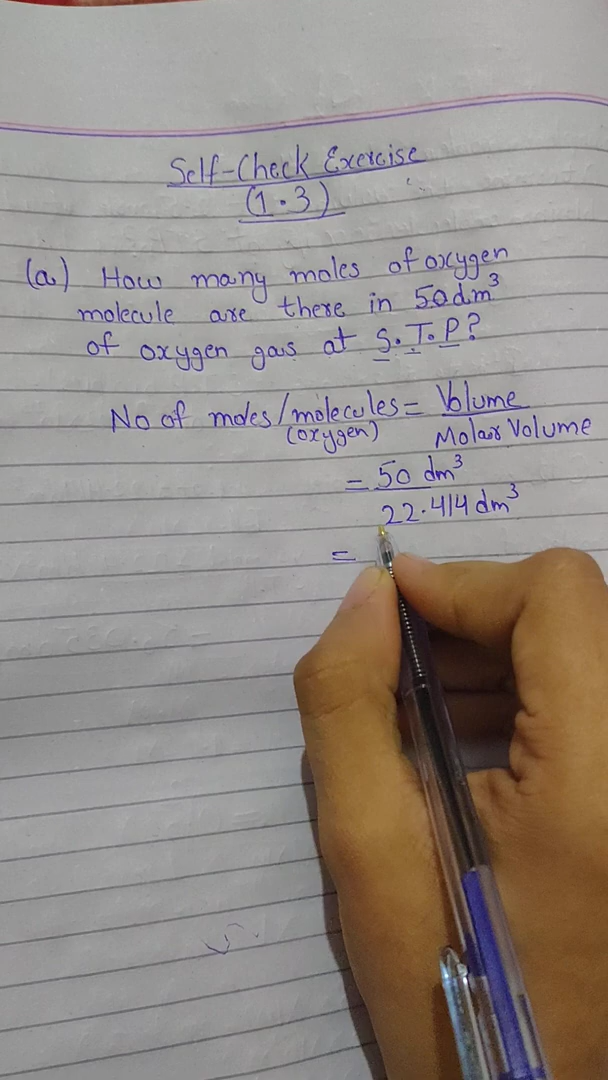 Self-Check Exercise
(1.3)
(a) How many moles of oxygen
molecule are there in 50dm³
of oxygen gas at S.T.P?
No of moles/molecules = Volume
(oxygen) Molar Volume
= 50 dm³
22.414 dm³
=